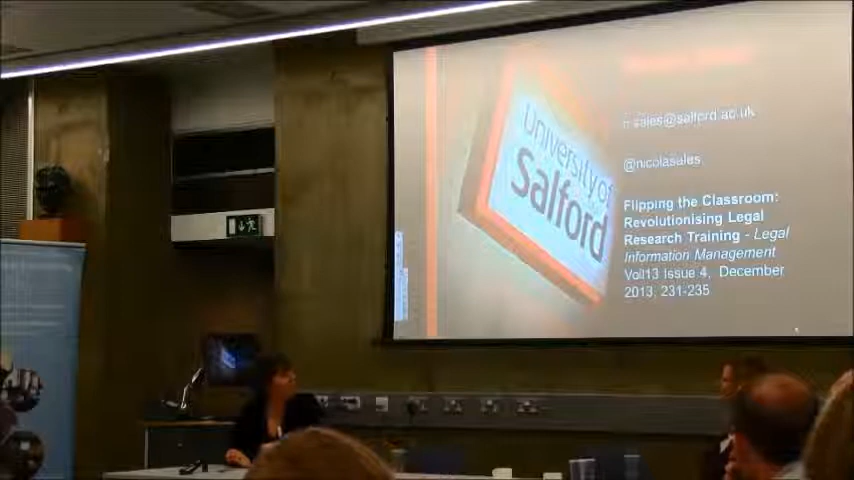 University of
Salford
n.sales@salford.ac.uk
@nicolasales
Flipping the Classroom:
Revolutionising Legal
Research Training - Legal
Information Management
Vol13 Issue 4, December
2013, 231-235